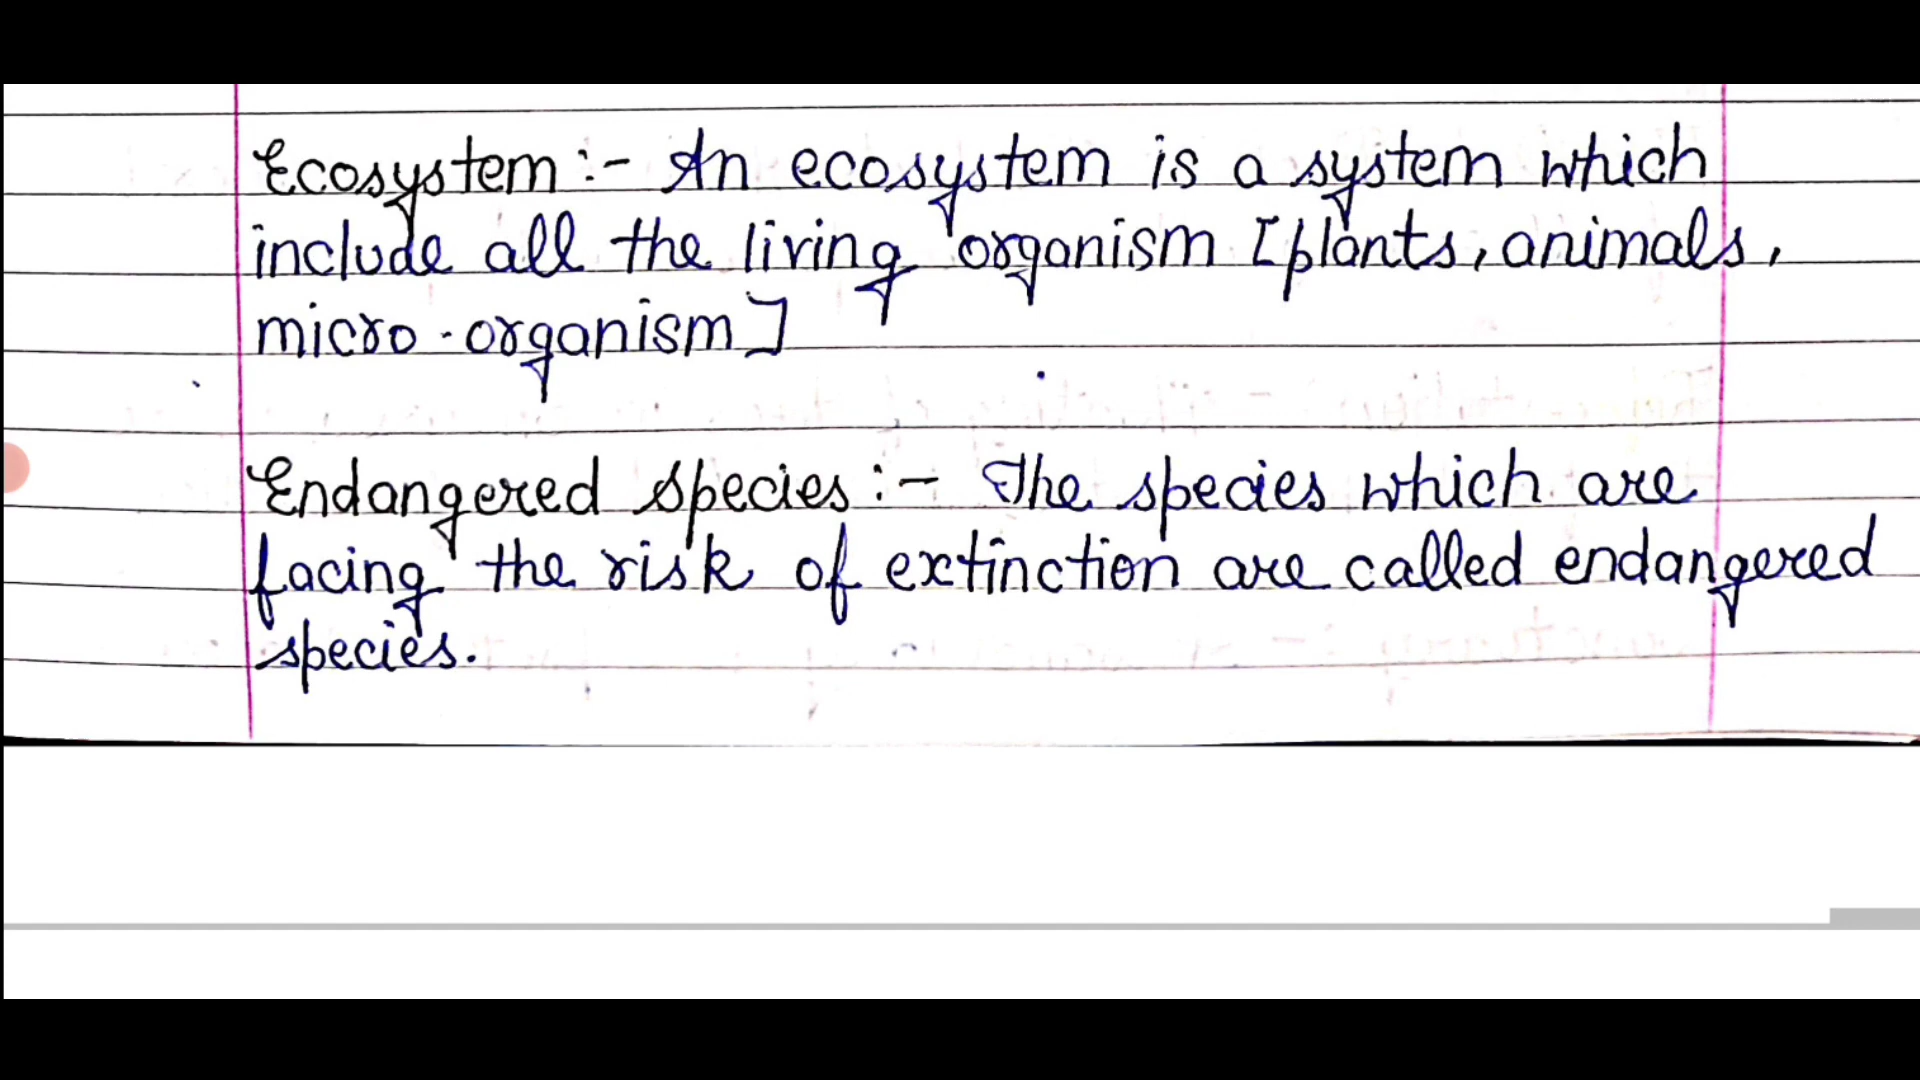 Ecosystem :- An ecosystem is a system which
include all the living organism [plants, animals,
micro-organism]
Endangered species :- The species which are
facing the risk of extinction are called endangered
species.